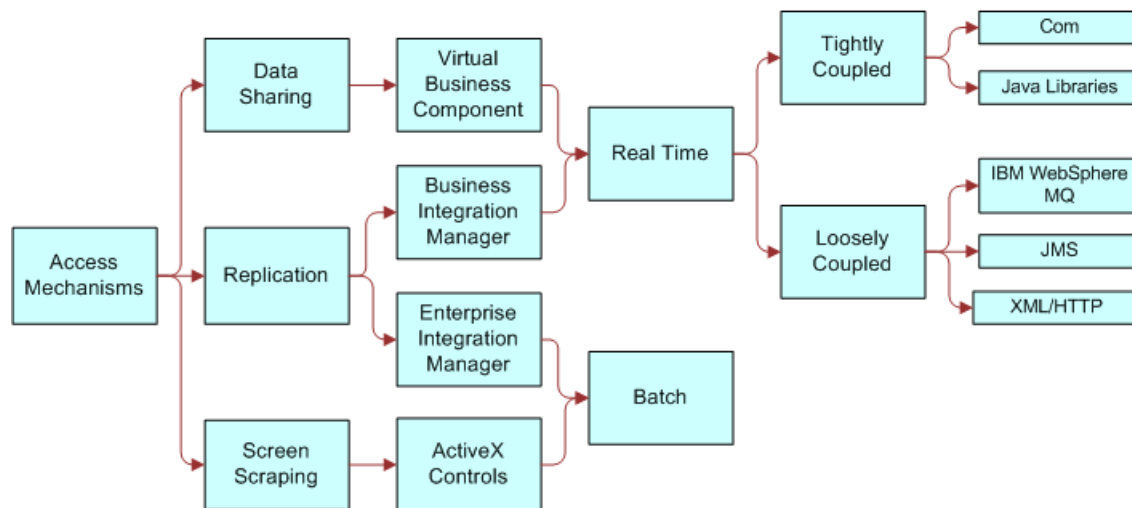 Access
Mechanisms
Data
Sharing
Replication
Screen
Scraping
Virtual
Business
Component
Business
Integration
Manager
Enterprise
Integration
Manager
ActiveX
Controls
Real Time
Batch
Tightly
Coupled
Loosely
Coupled
Com
Java Libraries
IBM WebSphere
MQ
JMS
XML/HTTP